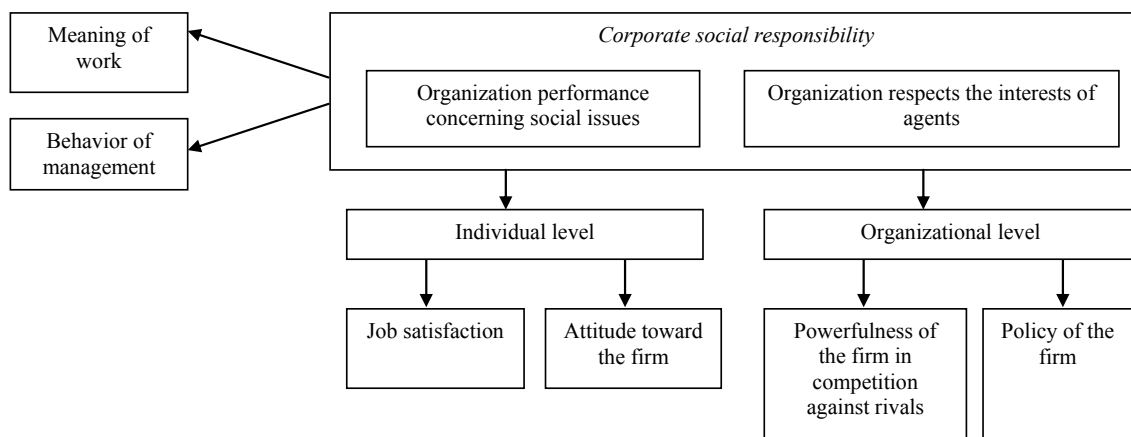 Meaning of
work
Behavior of
management
Corporate social responsibility
Organization performance
concerning social issues
Organization respects the interests of
agents
Individual level
Organizational level
Job satisfaction
Attitude toward
the firm
Powerfulness of
the firm in
competition
against rivals
Policy of the
firm